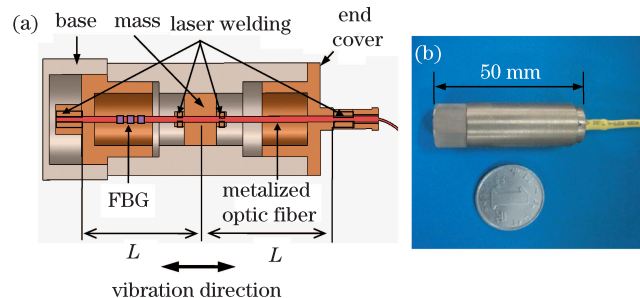 (a)
base
mass
laser welding
end
cover
FBG
metalized
optic fiber
L
L
vibration direction
(b)
50 mm